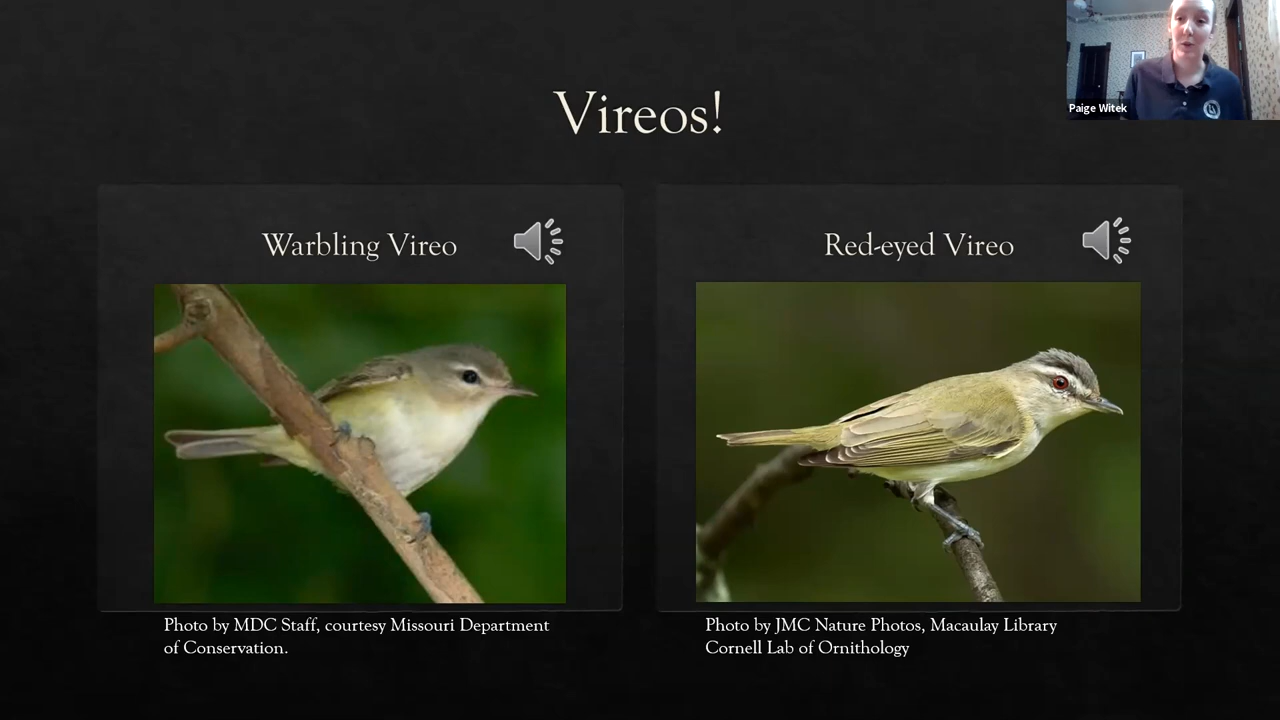 Paige Witek
Vireos!
Warbling Vireo
Red-eyed Vireo
Photo by MDC Staff, courtesy Missouri Department
of Conservation.
Photo by JMC Nature Photos, Macaulay Library
Cornell Lab of Ornithology